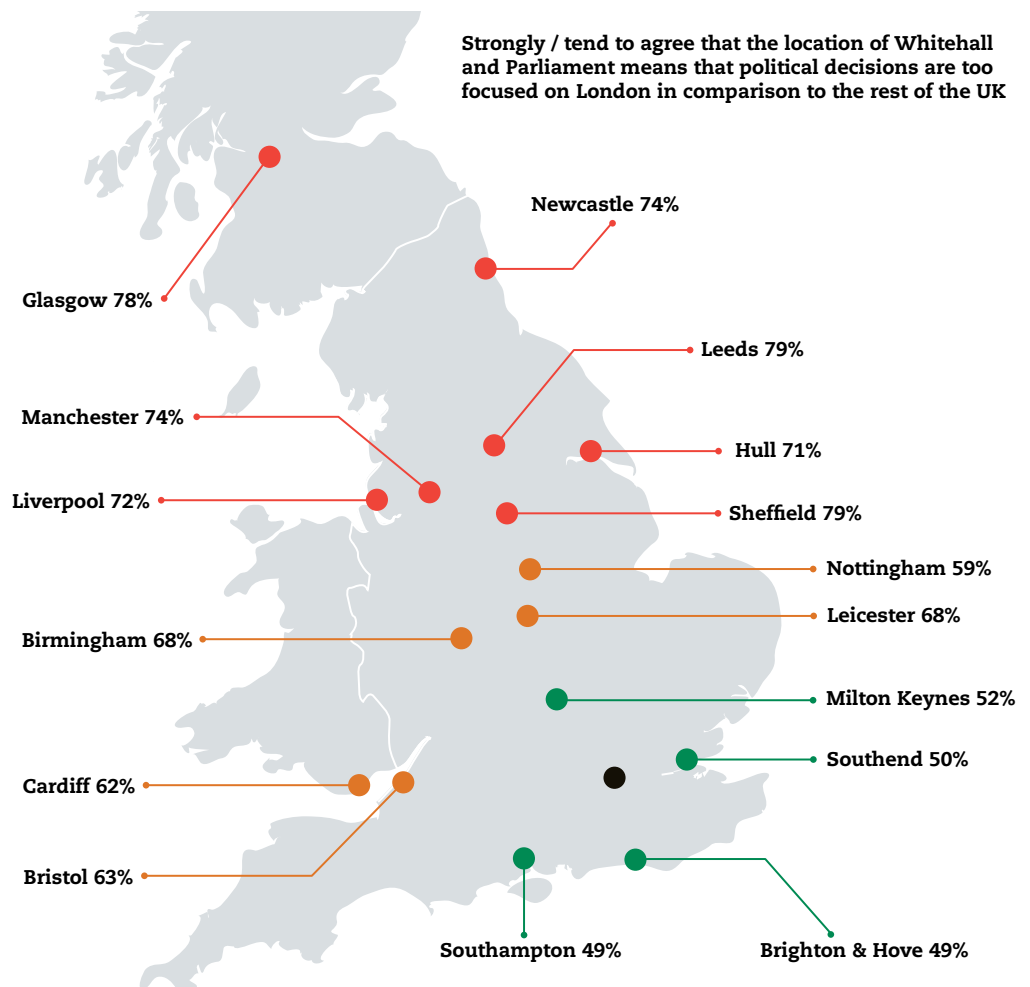 Strongly / tend to agree that the location of Whitehall
and Parliament means that political decisions are too
focused on London in comparison to the rest of the UK
Newcastle 74%
Glasgow 78%
Leeds 79%
Manchester 74%
Hull 71%
Liverpool 72%
Sheffield 79%
Nottingham 59%
Leicester 68%
Birmingham 68%
Milton Keynes 52%
Southend 50%
Cardiff 62%
Bristol 63%
Southampton 49%
Brighton & Hove 49%